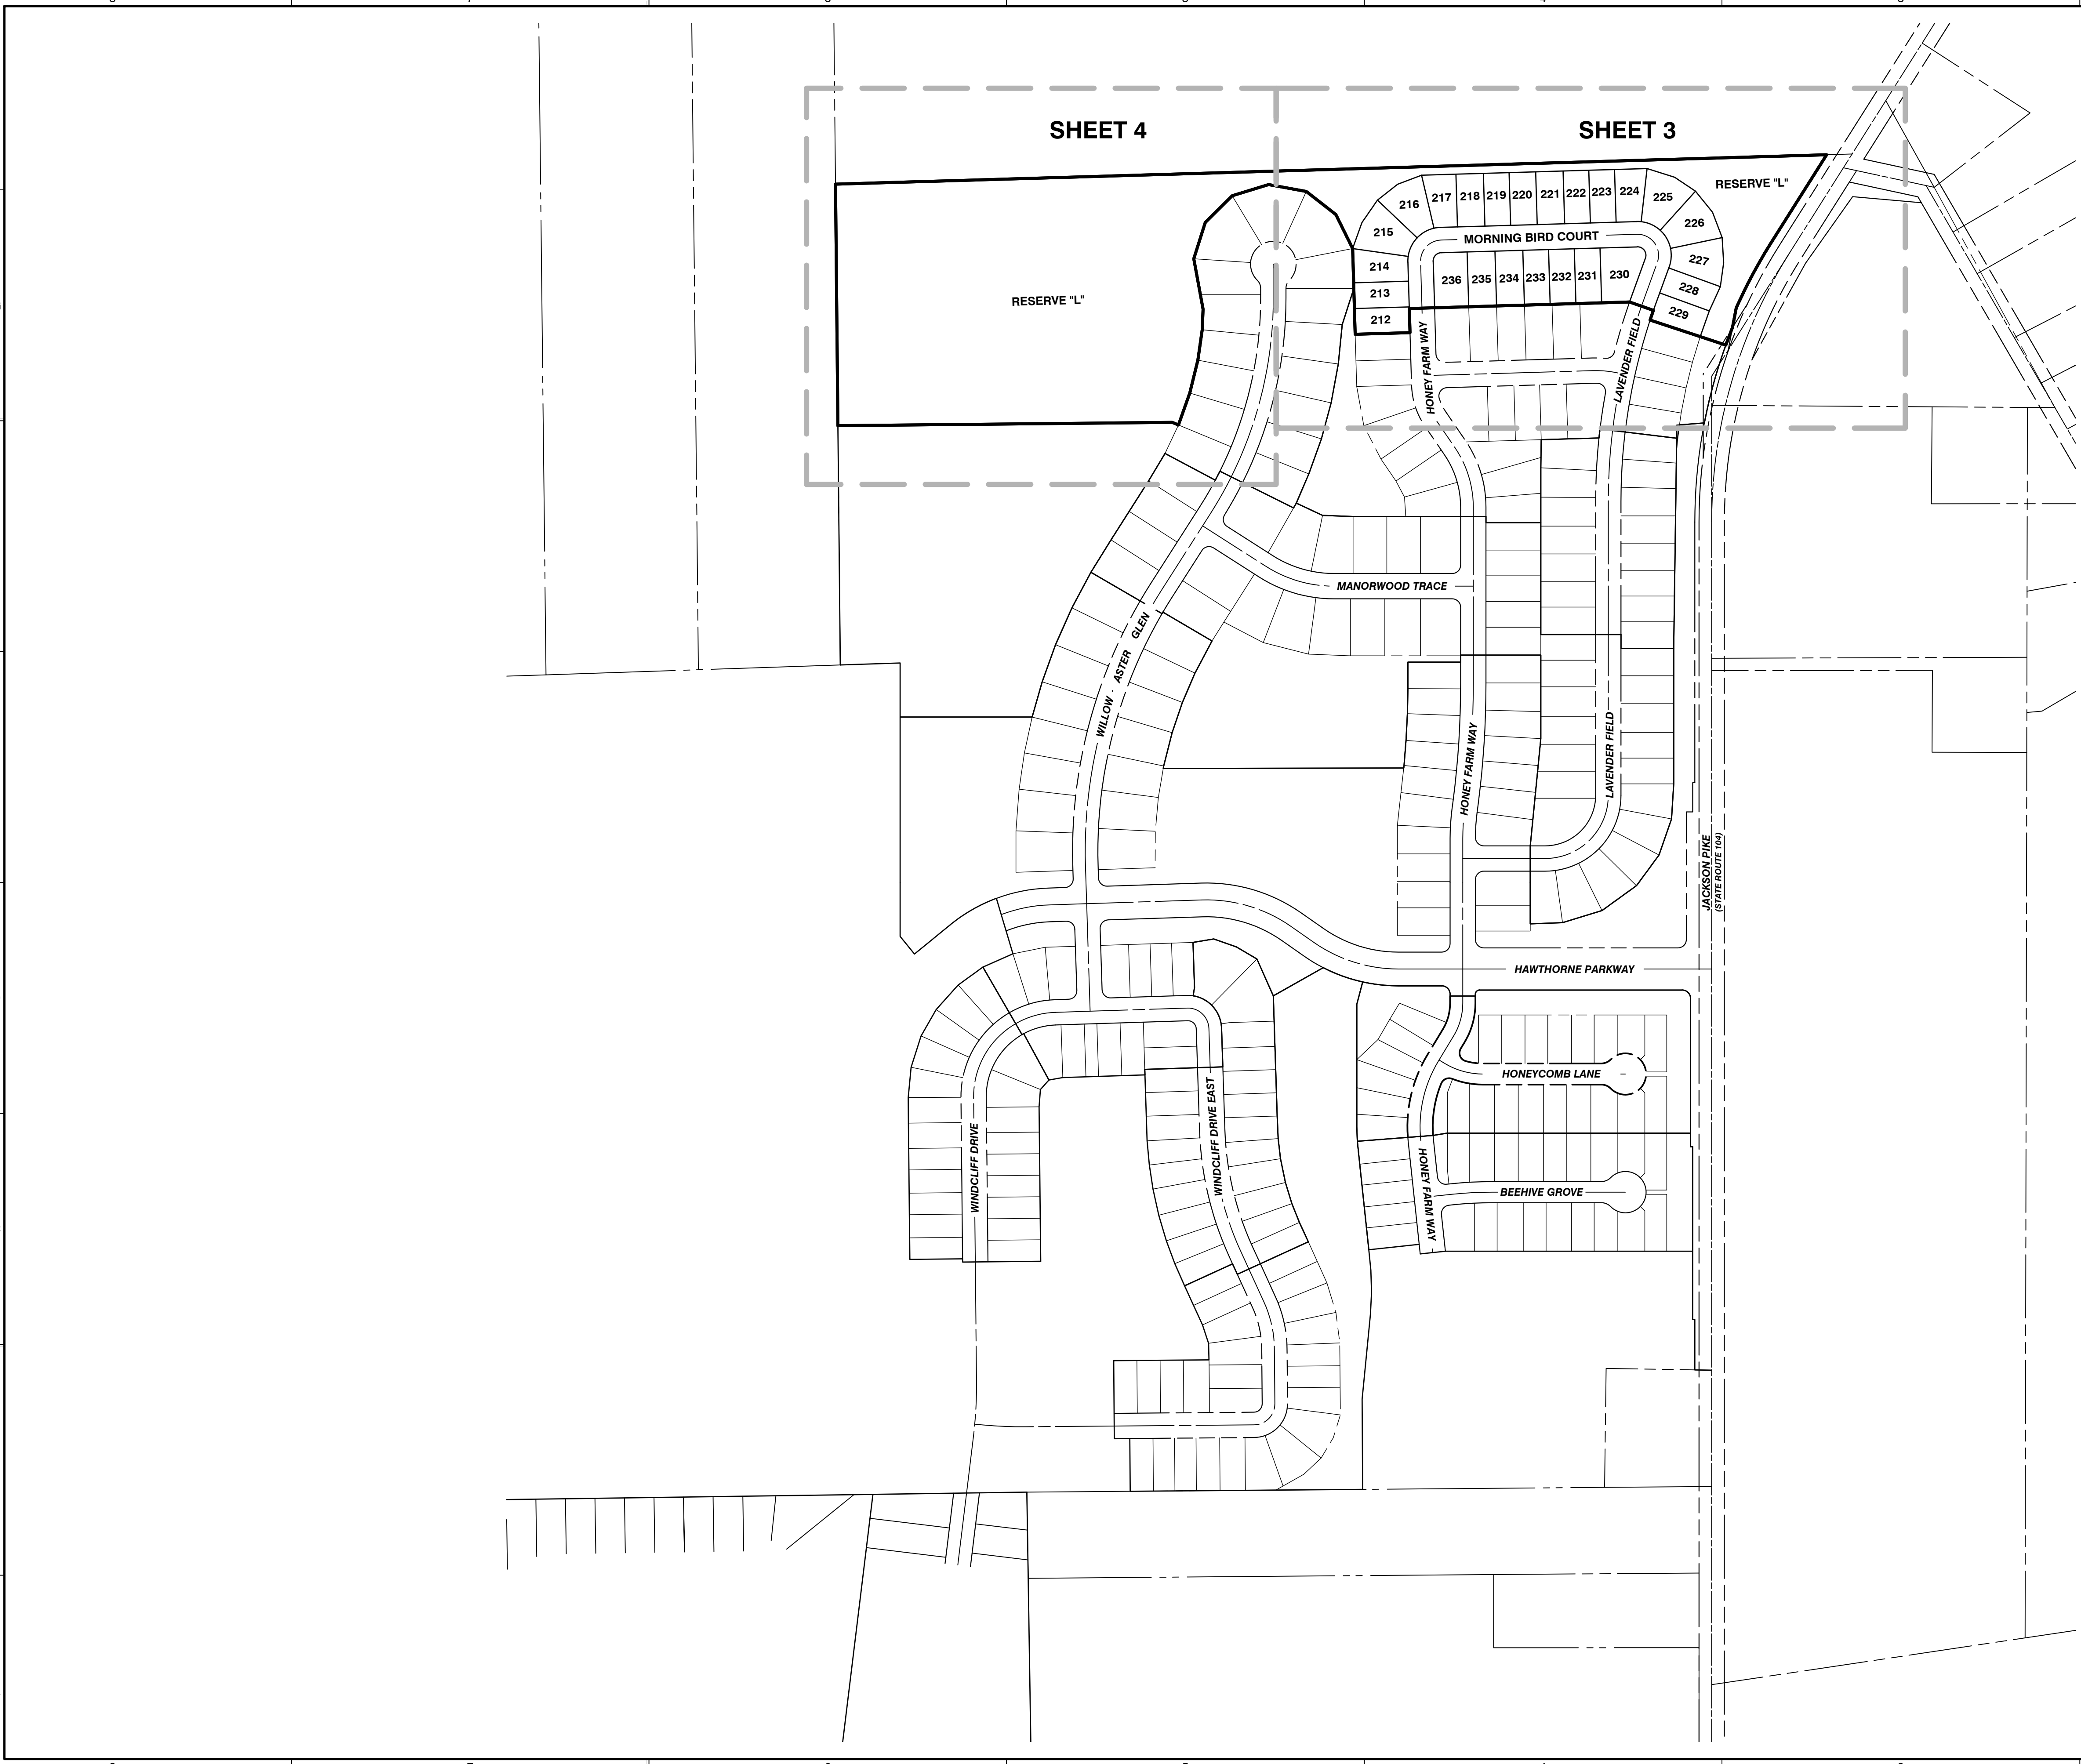 SHEET 4
SHEET 3
RESERVE "L"
217 218 219 220 221 222 223 224
225
216
226
215
MORNING BIRD COURT
227
214
236 235 234 233 232 231 230
228
213
RESERVE "L"
229
212
HONEY FARM WAY
LAVENDER FIELD
MANORWOOD TRACE
WILLOW ASTER GLEN
HONEY FARM WAY
LAVENDER FIELD
JACKSON PIKE
(STATE ROUTE 104)
HAWTHORNE PARKWAY
HONEYCOMB LANE
WINDCLIFF DRIVE
WINDCLIFF DRIVE EAST
HONEY FARM WAY
BEEHIVE GROVE